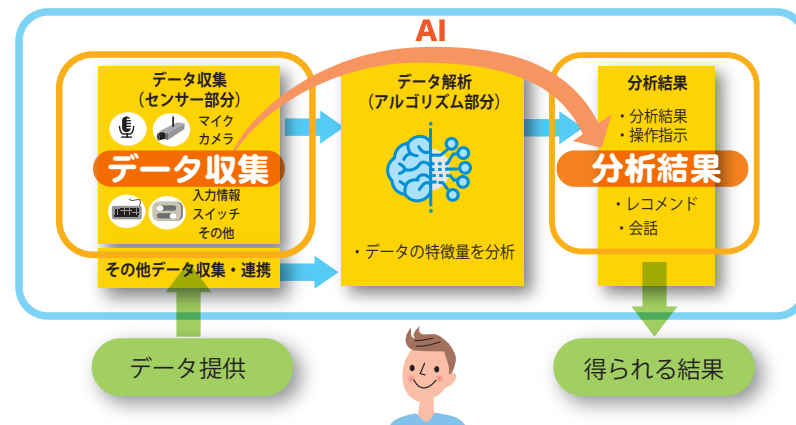 AI
データ収集
（センサー部分）
マイク
カメラ
データ収集
入力情報
スイッチ
その他
その他データ収集・連携
データ解析
（アルゴリズム部分）
・データの特徴量を分析
分析結果
・分析結果
・操作指示
分析結果
・レコメンド
・会話
データ提供
得られる結果